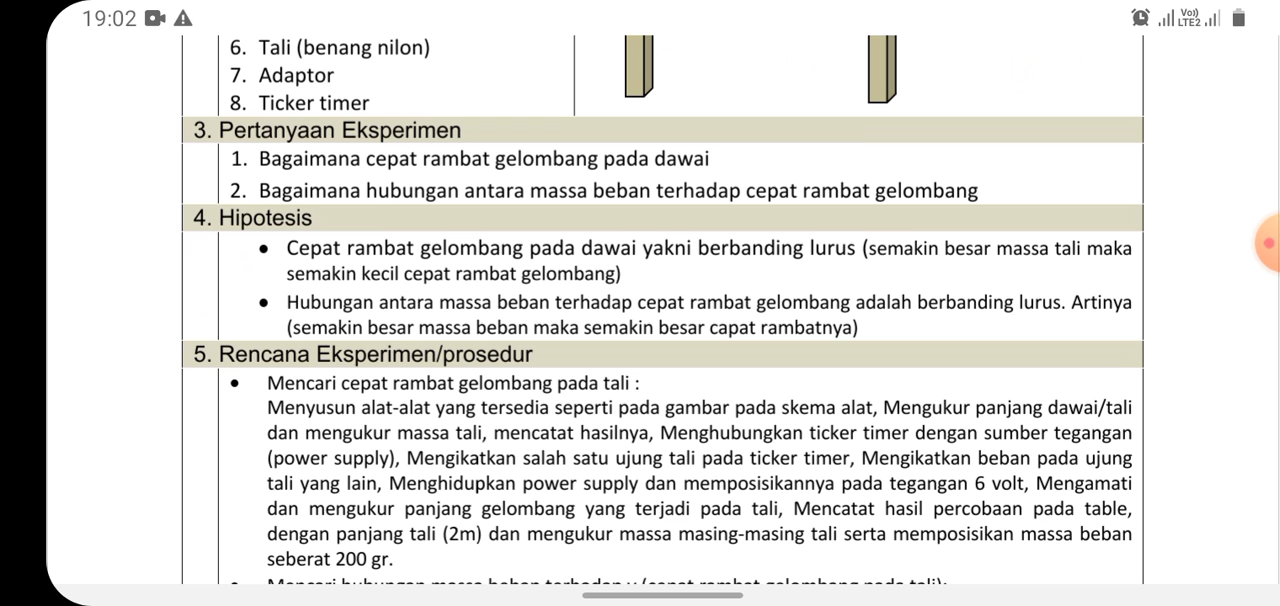 19:02
Vo))
LTE2
6. Tali (benang nilon)
7. Adaptor
8. Ticker timer
3. Pertanyaan Eksperimen
1. Bagaimana cepat rambat gelombang pada dawai
2. Bagaimana hubungan antara massa beban terhadap cepat rambat gelombang
4. Hipotesis
• Cepat rambat gelombang pada dawai yakni berbanding lurus (semakin besar massa tali maka
semakin kecil cepat rambat gelombang)
• Hubungan antara massa beban terhadap cepat rambat gelombang adalah berbanding lurus. Artinya
(semakin besar massa beban maka semakin besar capat rambatnya)
5. Rencana Eksperimen/prosedur
• Mencari cepat rambat gelombang pada tali :
Menyusun alat-alat yang tersedia seperti pada gambar pada skema alat, Mengukur panjang dawai/tali
dan mengukur massa tali, mencatat hasilnya, Menghubungkan ticker timer dengan sumber tegangan
(power supply), Mengikatkan salah satu ujung tali pada ticker timer, Mengikatkan beban pada ujung
tali yang lain, Menghidupkan power supply dan memposisikannya pada tegangan 6 volt, Mengamati
dan mengukur panjang gelombang yang terjadi pada tali, Mencatat hasil percobaan pada table,
dengan panjang tali (2m) dan mengukur massa masing-masing tali serta memposisikan massa beban
seberat 200 gr.